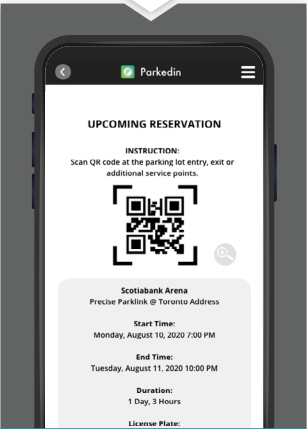 Parkedin
UPCOMING RESERVATION
INSTRUCTION:
Scan QR code at the parking lot entry, exit or
additional service points.
Scotiabank Arena
Precise Parklink @ Toronto Address
Start Time:
Monday, August 10, 2020 7:00 PM
End Time:
Tuesday, August 11, 2020 10:00 PM
Duration:
1 Day, 3 Hours
License Plate: